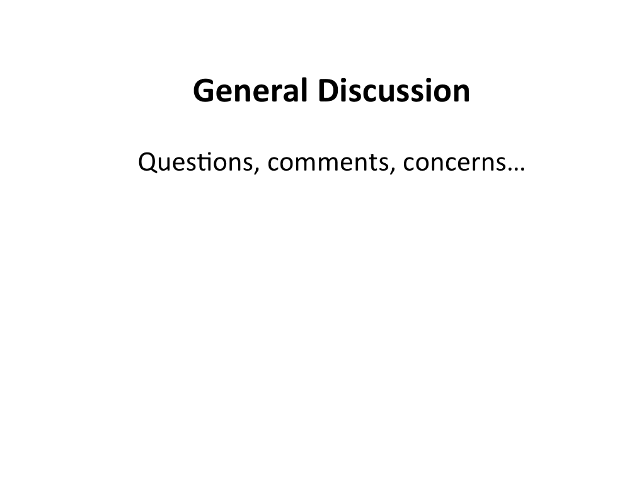 General Discussion
Questions, comments, concerns…